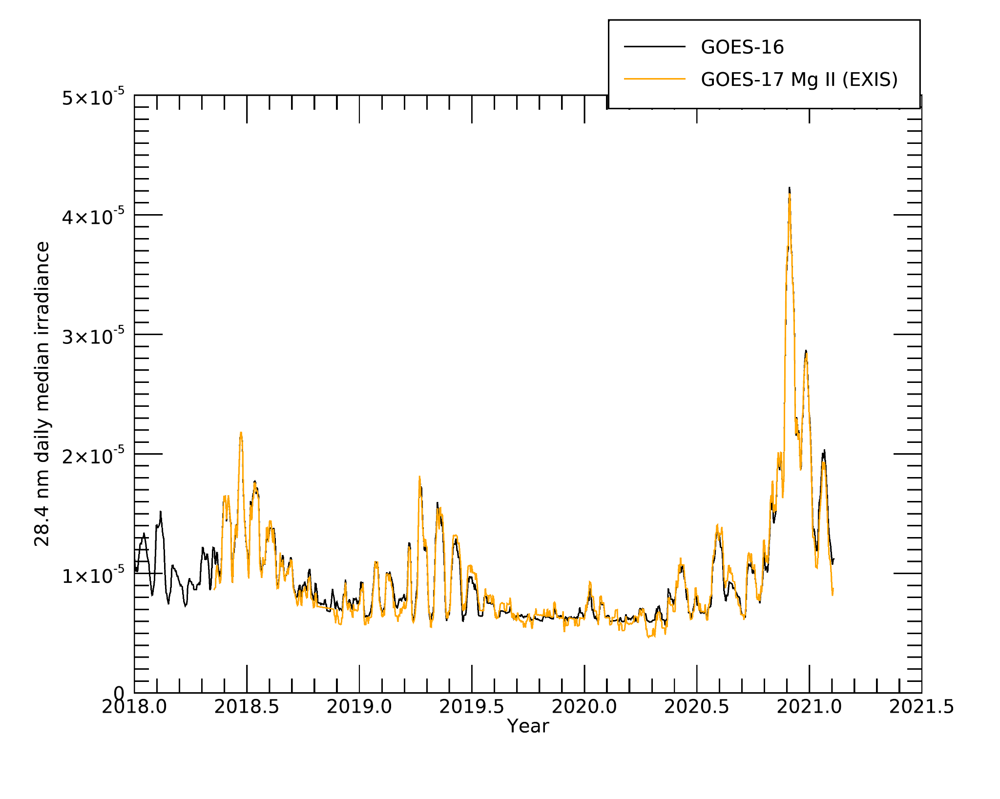 GOES-16
GOES-17 Mg II (EXIS)
5×10⁻⁵
4×10⁻⁵
3×10⁻⁵
2×10⁻⁵
1×10⁻⁵
0
28.4 nm daily median irradiance
2018.0 2018.5 2019.0 2019.5 2020.0 2020.5 2021.0 2021.5
Year